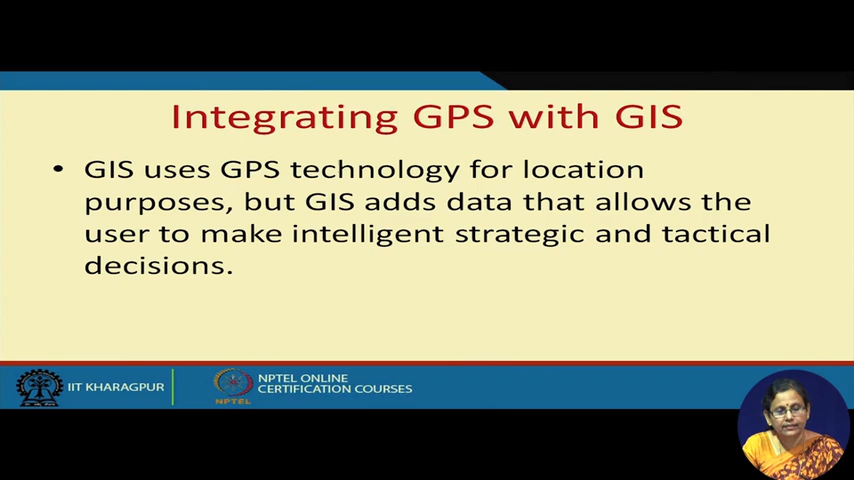 Integrating GPS with GIS
• GIS uses GPS technology for location
purposes, but GIS adds data that allows the
user to make intelligent strategic and tactical
decisions.
IIT KHARAGPUR
NPTEL
NPTEL ONLINE
CERTIFICATION COURSES